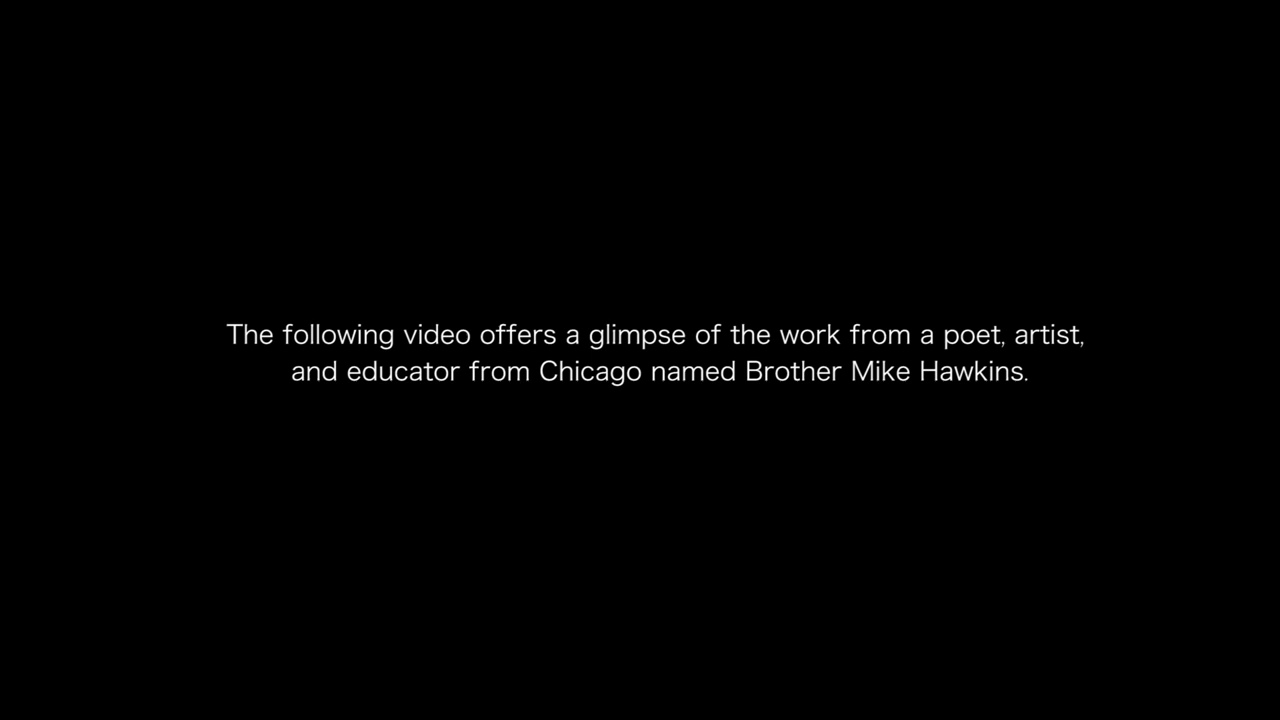 The following video offers a glimpse of the work from a poet, artist,
and educator from Chicago named Brother Mike Hawkins.